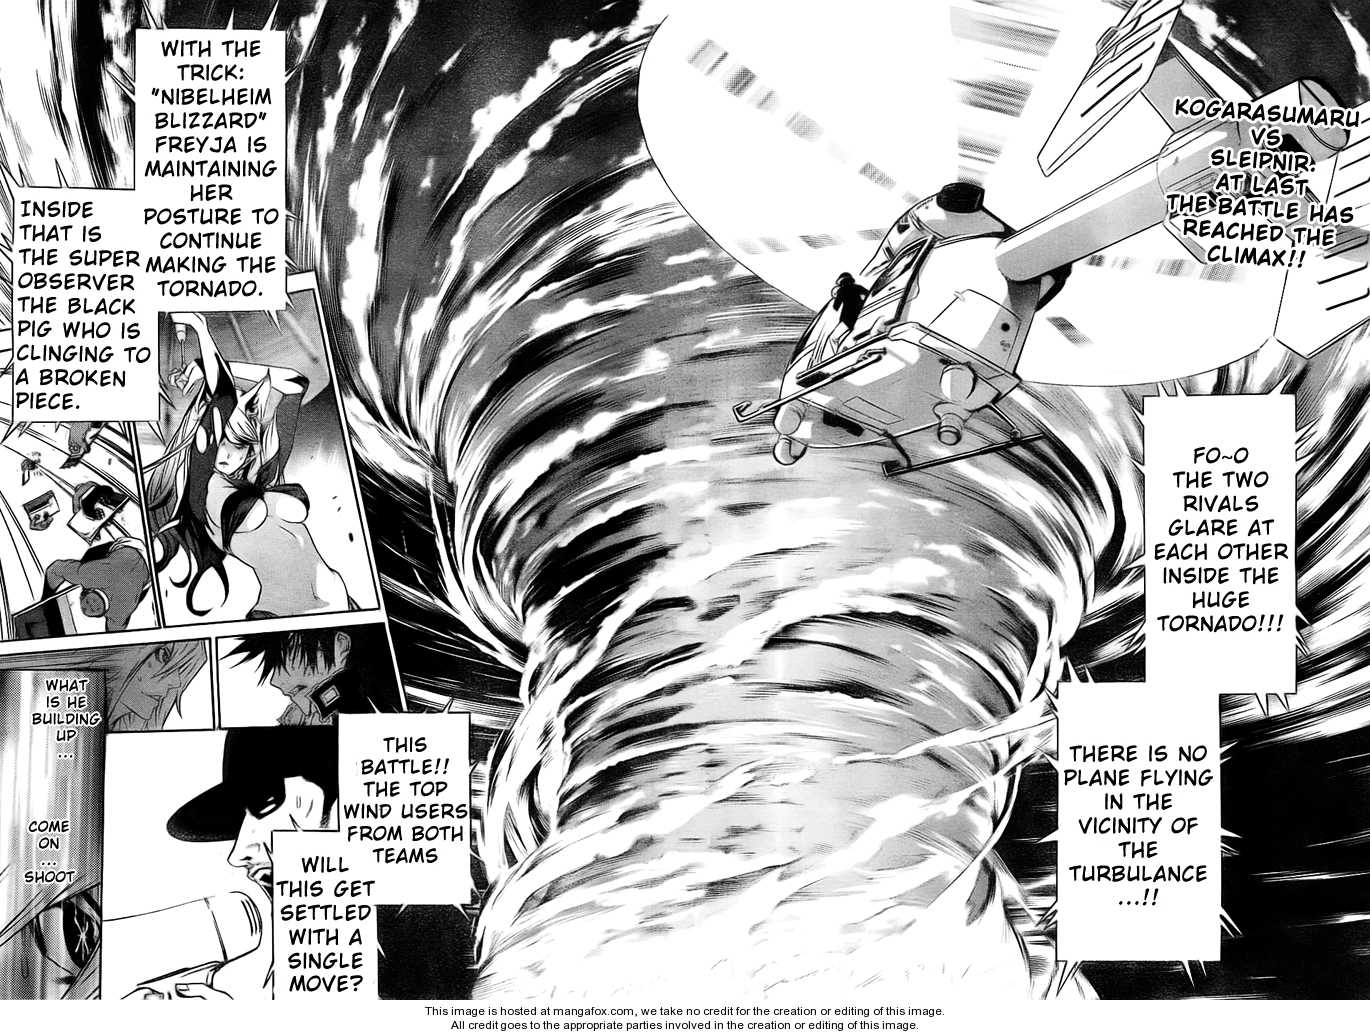 KOGARASUMARU
VS
SLEIPNIR.
AT LAST
THE BATTLE HAS
REACHED THE
CLIMAX!!
FO~O
THE TWO
RIVALS
GLARE AT
EACH OTHER
INSIDE THE
HUGE
TORNADO!!!
THERE IS NO
PLANE FLYING
IN THE
VICINITY OF
THE
TURBULANCE
...!!
WITH THE
TRICK:
"NIBELHEIM
BLIZZARD"
FREYJA IS
MAINTAINING
HER
POSTURE TO
CONTINUE
MAKING THE
TORNADO.
INSIDE
THAT IS
THE SUPER
OBSERVER
THE BLACK
PIG WHO IS
CLINGING TO
A BROKEN
PIECE.
THIS
BATTLE!!
THE TOP
WIND USERS
FROM BOTH
TEAMS
WILL
THIS GET
SETTLED
WITH A
SINGLE
MOVE?
WHAT
IS HE
BUILDING
UP
...
COME
ON
...
SHOOT
This image is hosted at mangafox.com, we take no credit for the creation or editing of this image.
All credit goes to the appropriate parties involved in the creation or editing of this image.